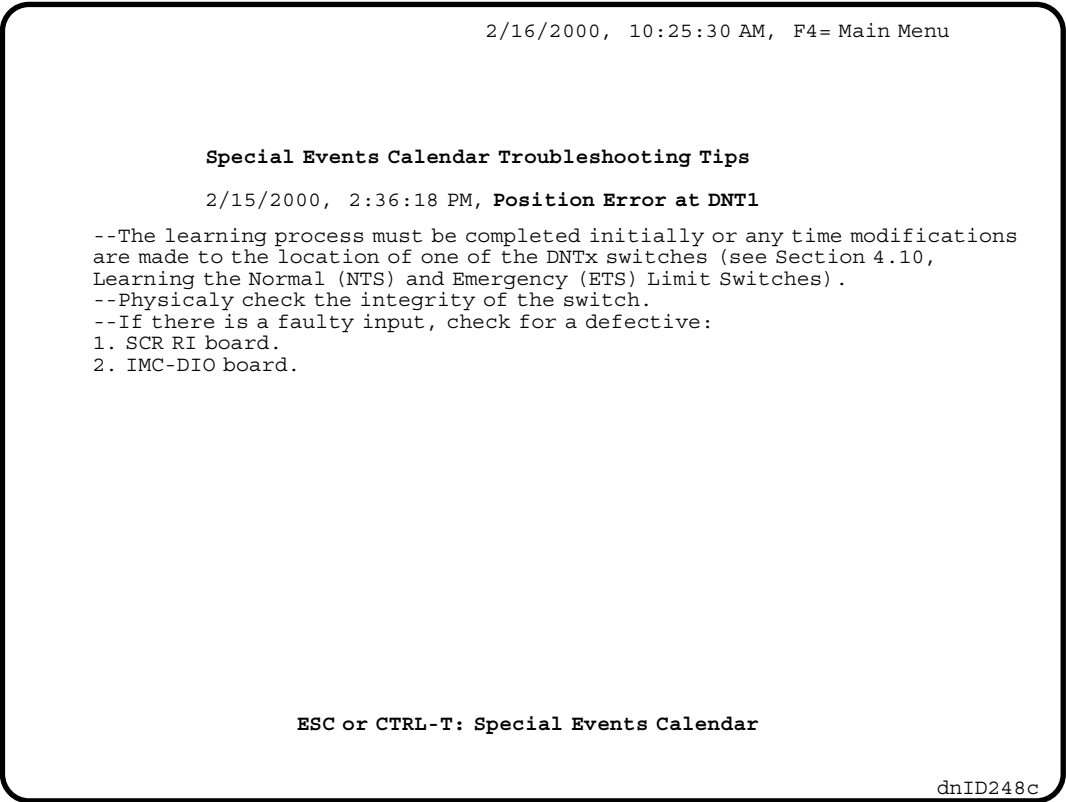 2/16/2000, 10:25:30 AM, F4= Main Menu
Special Events Calendar Troubleshooting Tips
2/15/2000, 2:36:18 PM, Position Error at DNT1
--The learning process must be completed initially or any time modifications
are made to the location of one of the DNTx switches (see Section 4.10,
Learning the Normal (NTS) and Emergency (ETS) Limit Switches).
--Physicaly check the integrity of the switch.
--If there is a faulty input, check for a defective:
1. SCR RI board.
2. IMC-DIO board.
ESC or CTRL-T: Special Events Calendar
dnID248c